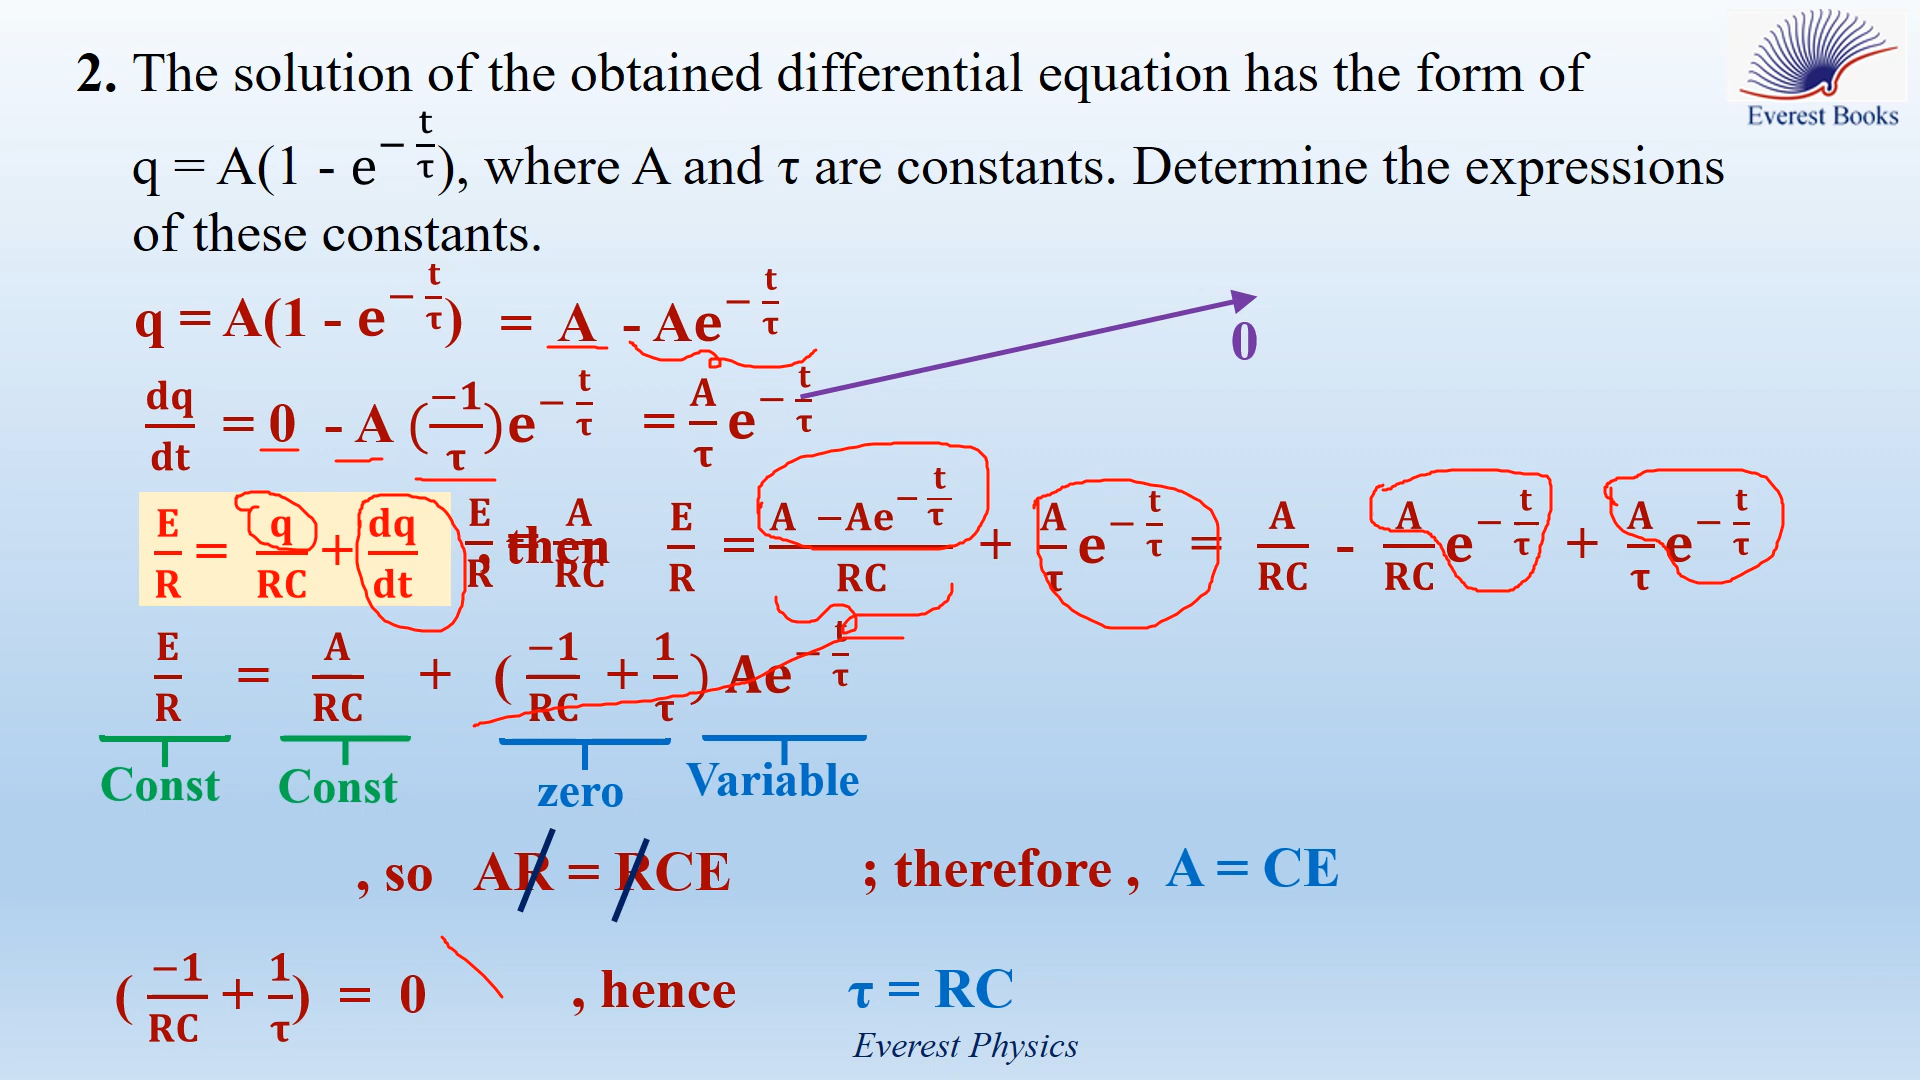 2. The solution of the obtained differential equation has the form of
Everest Books
q = A(1 - e^{- t/τ}), where A and τ are constants. Determine the expressions
of these constants.
q = A(1 - e^{- t/τ}) = A - Ae^{- t/τ}
0
dq/dt = 0 - A (−1/τ)e^{− t/τ} = A/τ e^{− t/τ}
E/R = q/RC + dq/dt , then E/R = A/RC E/R = (A −Ae^{− t/τ})/RC + A/τ e^{− t/τ} = A/RC - A/RC e^{− t/τ} + A/τ e^{− t/τ}
E/R = A/RC + (−1/RC + 1/τ) Ae^{− t/τ}
Const Const zero Variable
, so AR = RCE ; therefore , A = CE
(−1/RC + 1/τ) = 0 , hence τ = RC
Everest Physics